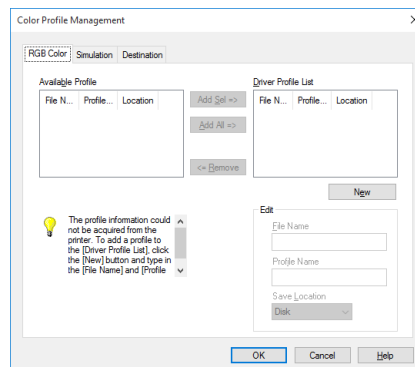 Color Profile Management
RGB Color Simulation Destination
Available Profile
Driver Profile List
File N... Profile... Location
Add Sel =>
File N... Profile... Location
Add All =>
<= Remove
New
The profile information could
not be acquired from the
printer. To add a profile to
the [Driver Profile List], click
the [New] button and type in
the [File Name] and [Profile
Edit
File Name
Profile Name
Save Location
Disk
OK Cancel Help